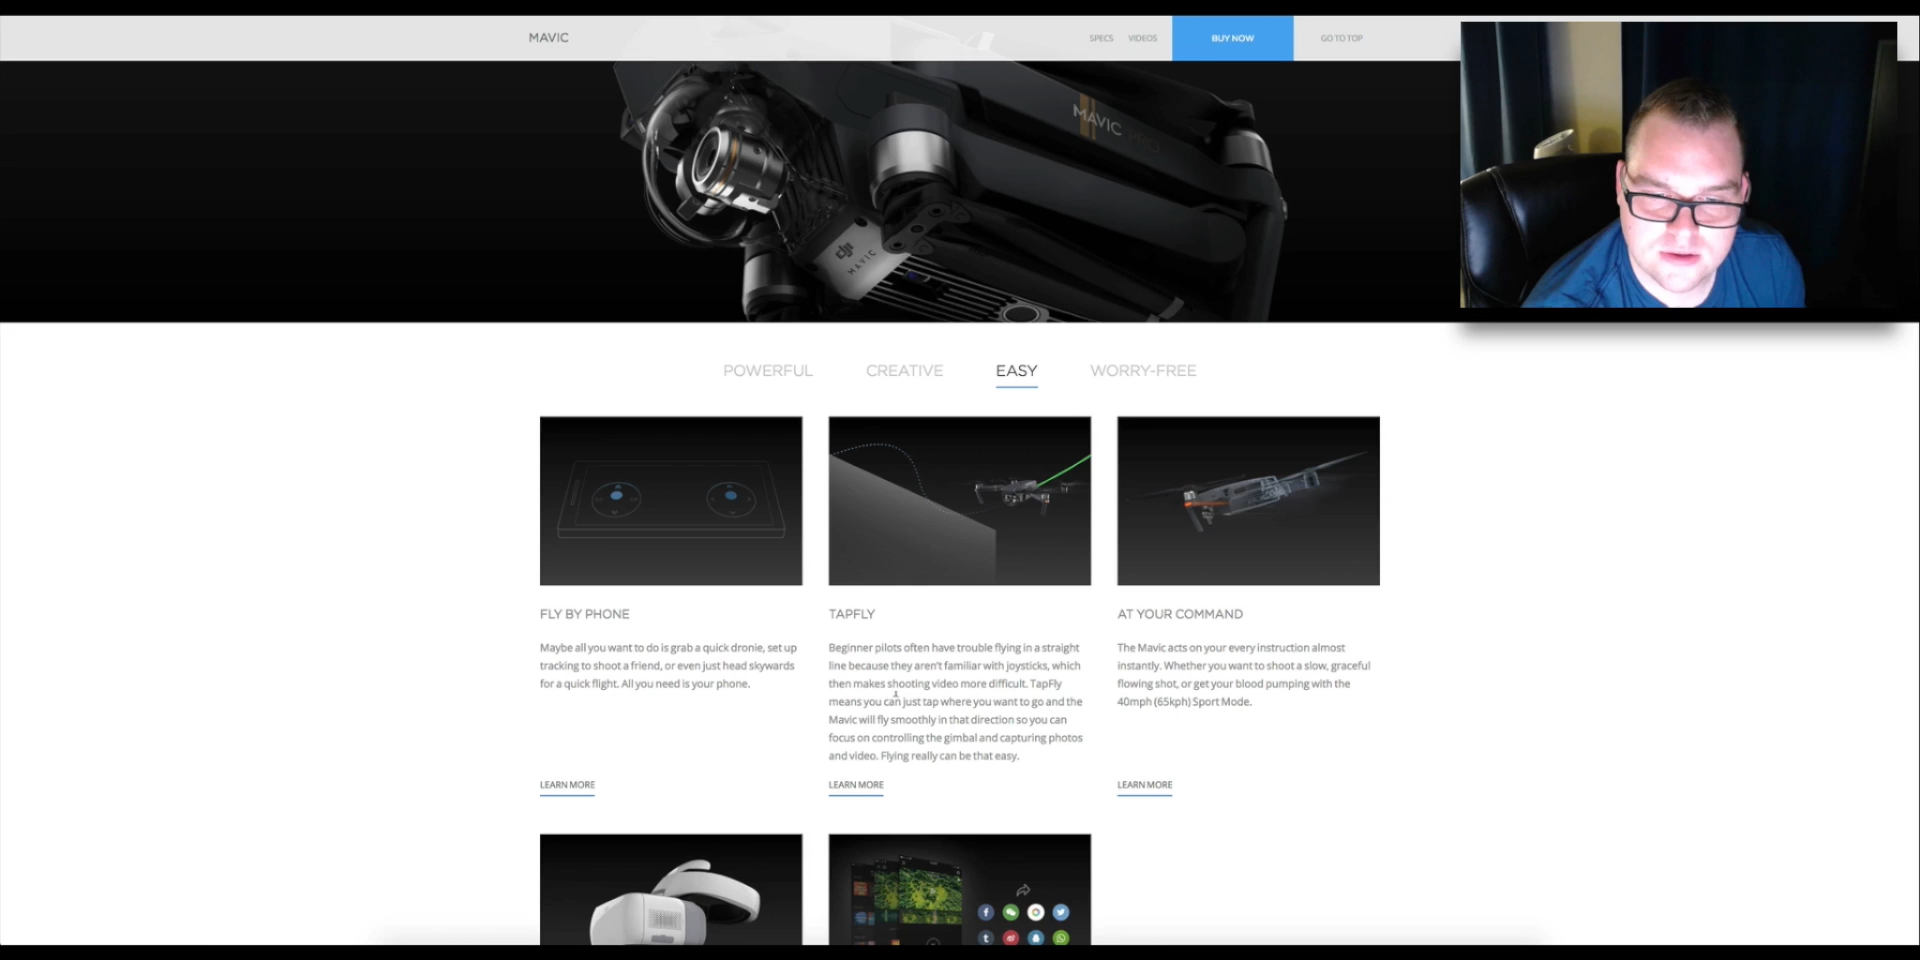 MAVIC
SPECS
VIDEOS
BUY NOW
GO TO TOP
MAVIC PRO
DJI
MAVIC
POWERFUL
CREATIVE
EASY
WORRY-FREE
FLY BY PHONE
Maybe all you want to do is grab a quick dronie, set up
tracking to shoot a friend, or even just head skywards
for a quick flight. All you need is your phone.
LEARN MORE
TAPFLY
Beginner pilots often have trouble flying in a straight
line because they aren't familiar with joysticks, which
then makes shooting video more difficult. TapFly
means you can just tap where you want to go and the
Mavic will fly smoothly in that direction so you can
focus on controlling the gimbal and capturing photos
and video. Flying really can be that easy.
LEARN MORE
AT YOUR COMMAND
The Mavic acts on your every instruction almost
instantly. Whether you want to shoot a slow, graceful
flowing shot, or get your blood pumping with the
40mph (65kph) Sport Mode.
LEARN MORE